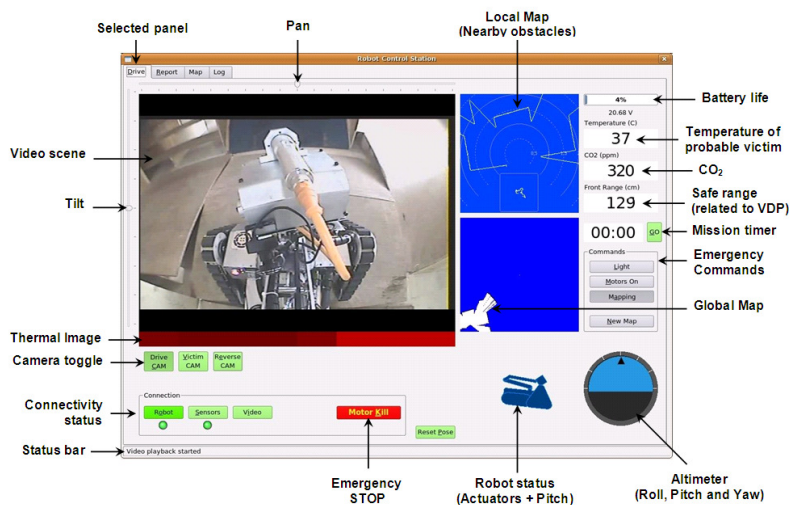 Selected panel
Pan
Local Map
(Nearby obstacles)
Robot Control Station
Drive
Report
Map
Log
4%
Battery life
20.68 V
Temperature (C)
37
Temperature of
probable victim
Video scene
CO2 (ppm)
320
CO2
Front Range (cm)
129
Safe range
(related to VDP)
Tilt
00:00
GO
Mission timer
Commands
Light
Motors On
Mapping
New Map
Emergency
Commands
Global Map
Thermal Image
Camera toggle
Drive
CAM
Victim
CAM
Reverse
CAM
Connection
Connectivity
status
Robot
Sensors
Video
Motor Kill
Reset Pose
Status bar
Video playback started
Emergency
STOP
Robot status
(Actuators + Pitch)
Altimeter
(Roll, Pitch and Yaw)